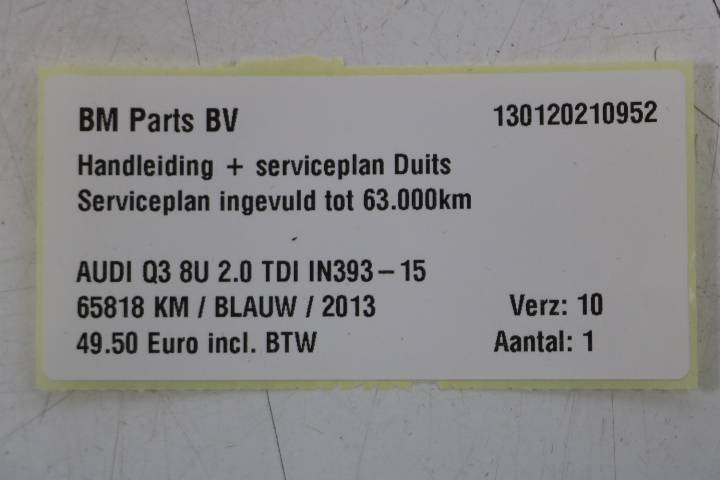 BM Parts BV 130120210952
Handleiding + serviceplan Duits
Serviceplan ingevuld tot 63.000km
AUDI Q3 8U 2.0 TDI IN393-15
65818 KM / BLAUW / 2013 Verz: 10
49.50 Euro incl. BTW Aantal: 1